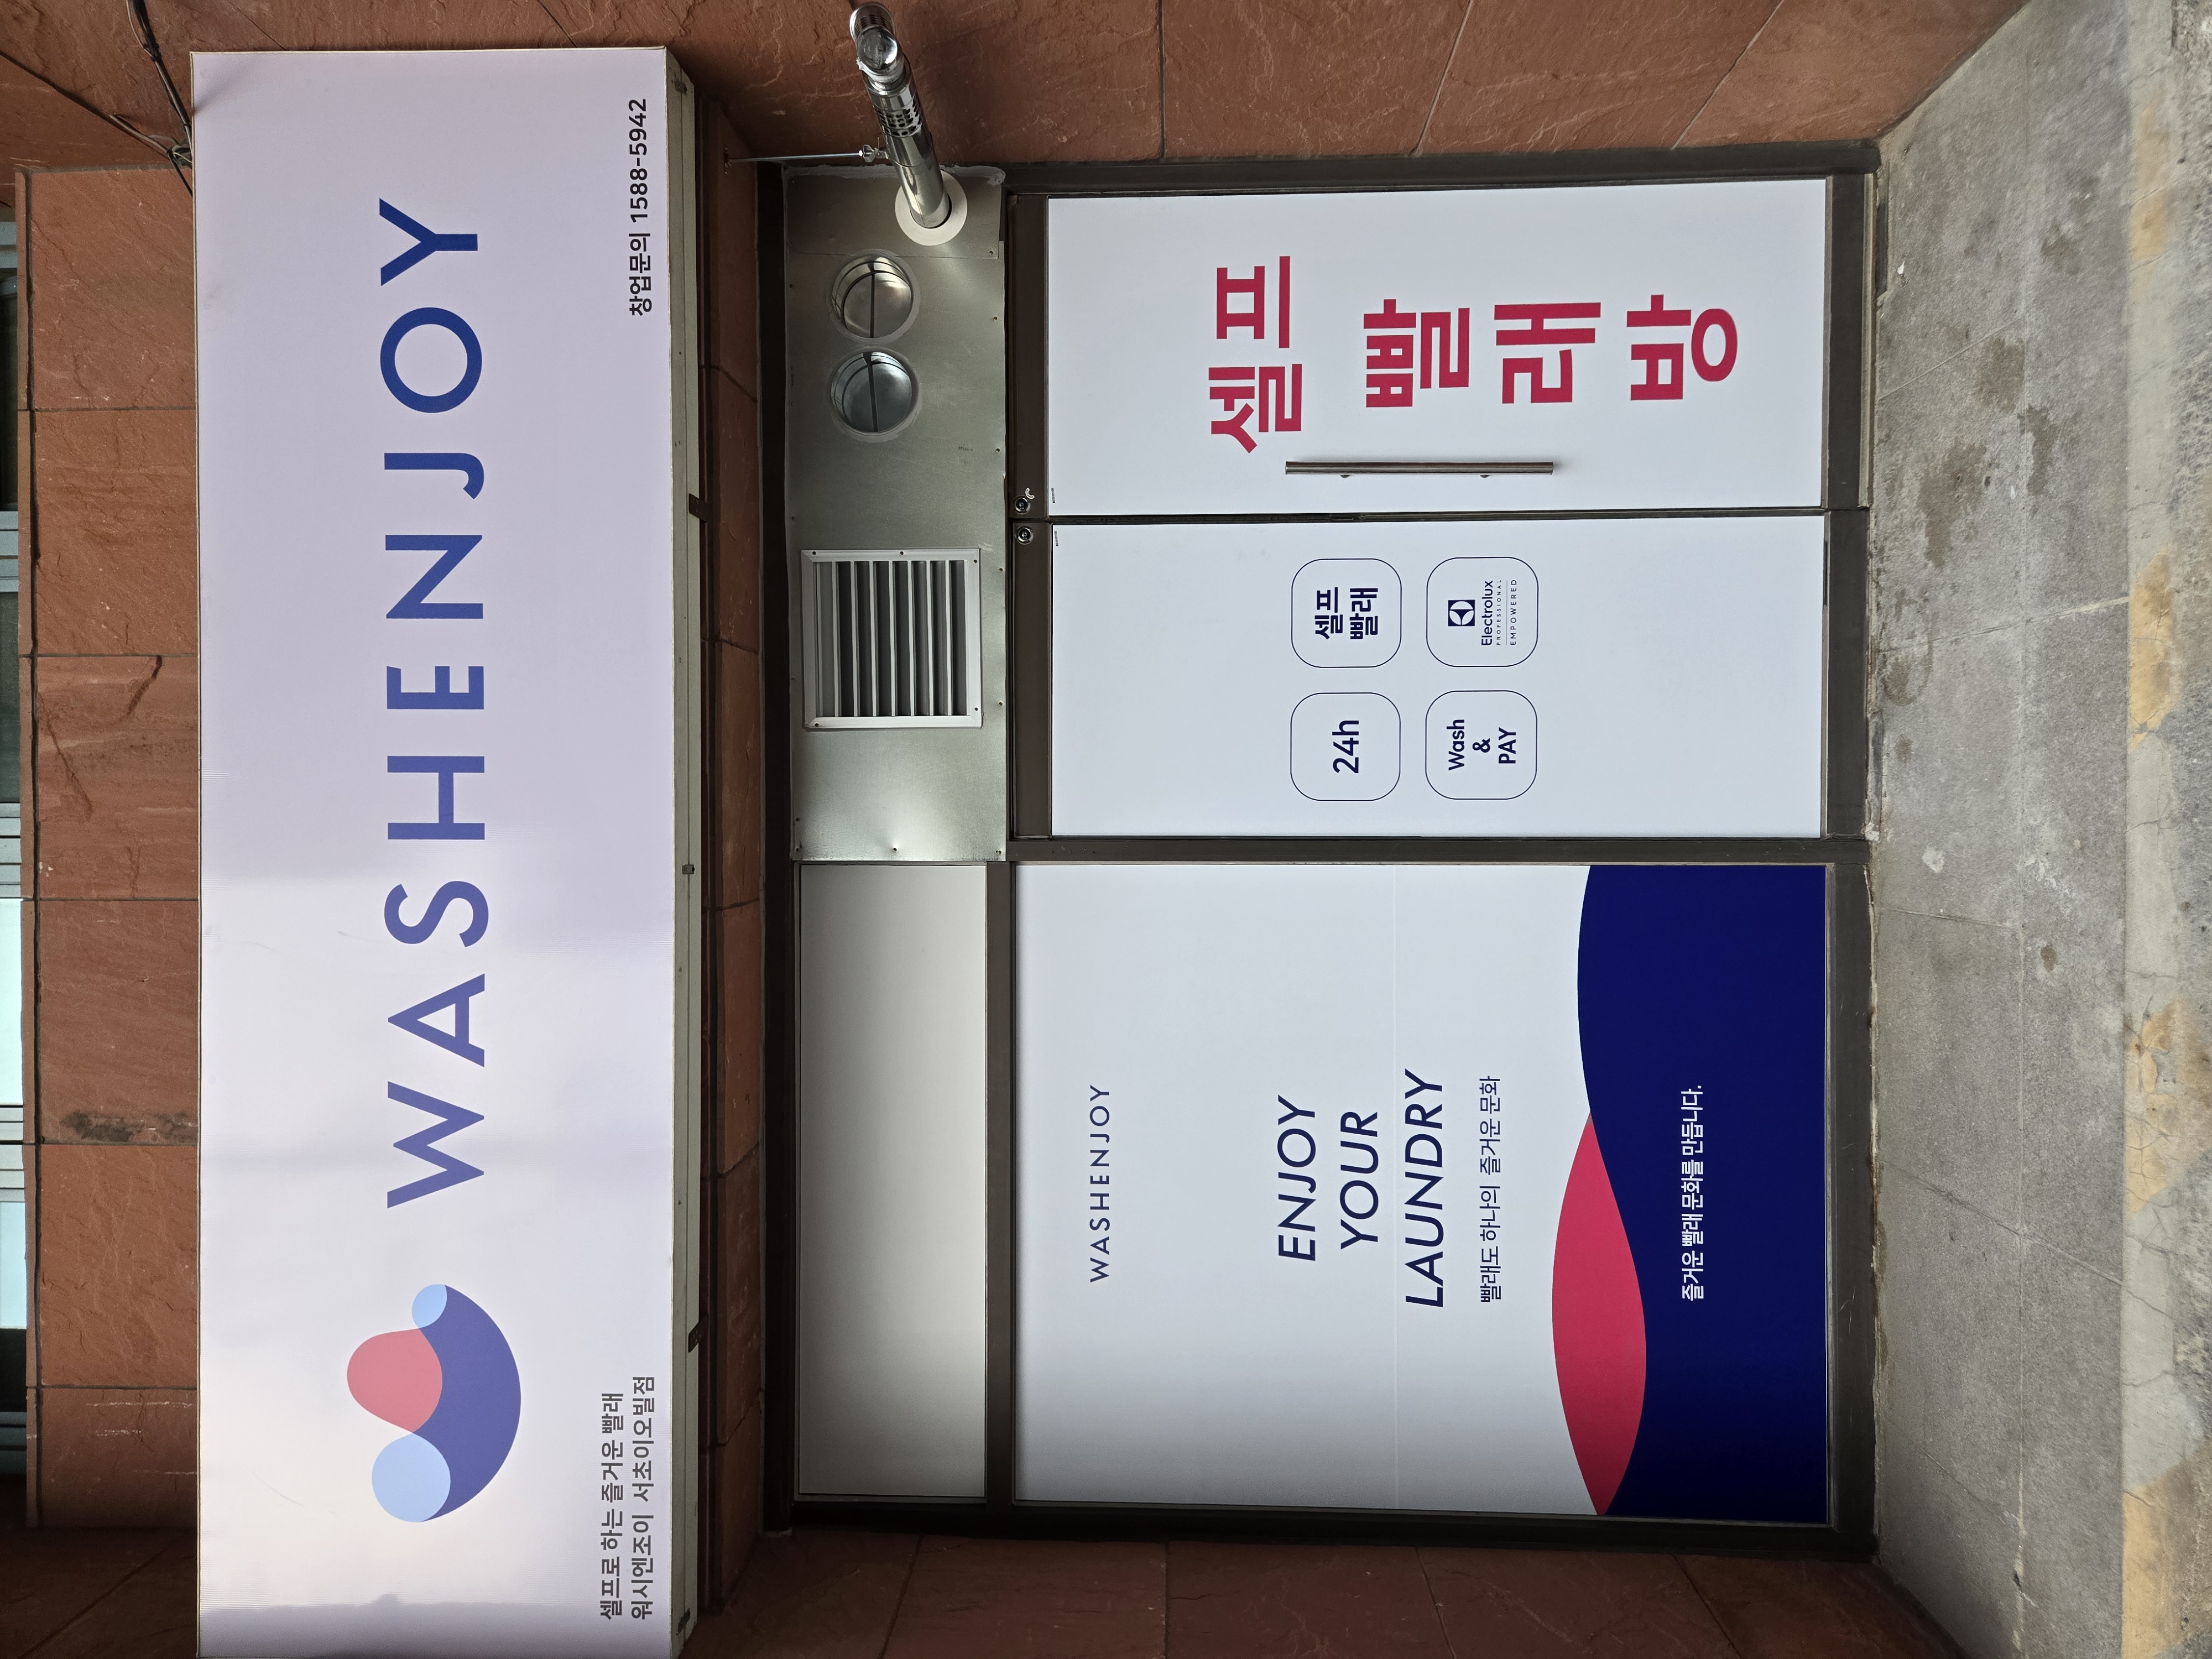 WASHENJOY
셀프로 하는 즐거운 빨래
워시엔조이 서초이오빌점
창업문의 1588-5942
WASHENJOY
ENJOY
YOUR
LAUNDRY
빨래도 하나의 즐거운 문화
즐거운 빨래 문화를 만듭니다.
24h
셀프
빨래
Wash
&
PAY
Electrolux
PROFESSIONAL
EMPOWERED
셀프
빨
래
방